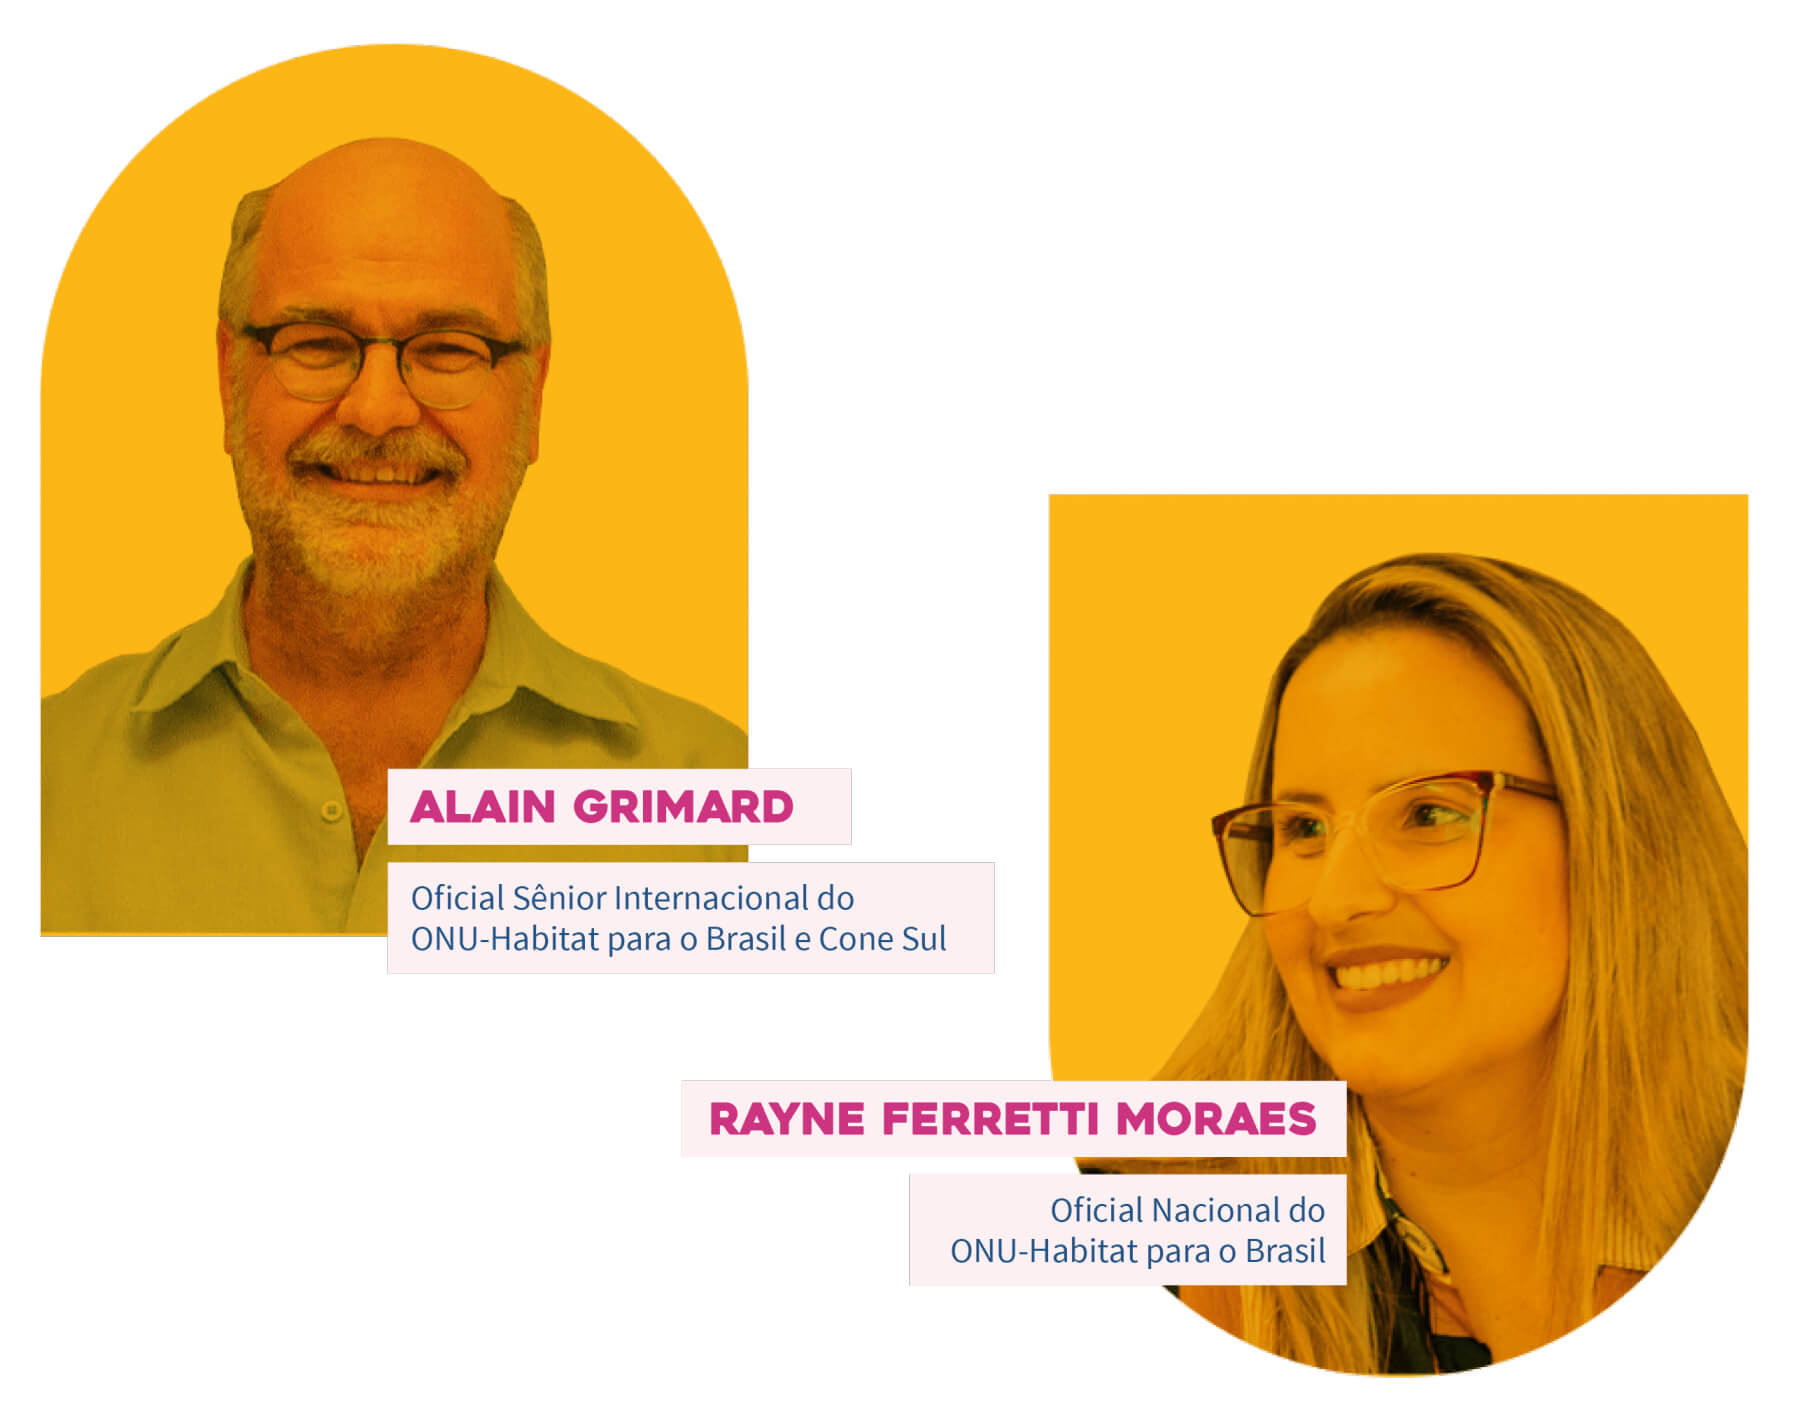 ALAIN GRIMARD
Oficial Sênior Internacional do
ONU-Habitat para o Brasil e Cone Sul
RAYNE FERRETTI MORAES
Oficial Nacional do
ONU-Habitat para o Brasil